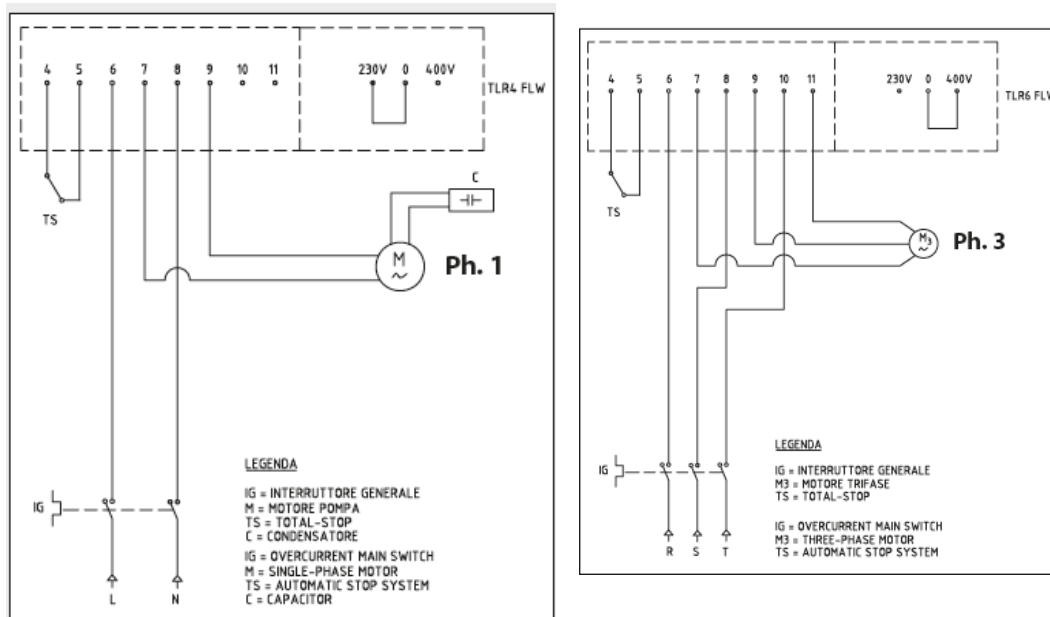 4 5 6 7 8 9 10 11 230V 0 400V
TLR4 FLW
TS
C
M
Ph. 1
LEGENDA
IG = INTERRUTTORE GENERALE
M = MOTORE POMPA
TS = TOTAL-STOP
C = CONDENSATORE
IG = OVERCURRENT MAIN SWITCH
M = SINGLE-PHASE MOTOR
TS = AUTOMATIC STOP SYSTEM
C = CAPACITOR
IG
L N
4 5 6 7 8 9 10 11 230V 0 400V
TLR6 FLW
TS
M3
Ph. 3
LEGENDA
IG = INTERRUTTORE GENERALE
M3 = MOTORE TRIFASE
TS = TOTAL-STOP
IG = OVERCURRENT MAIN SWITCH
M3 = THREE-PHASE MOTOR
TS = AUTOMATIC STOP SYSTEM
IG
R S T